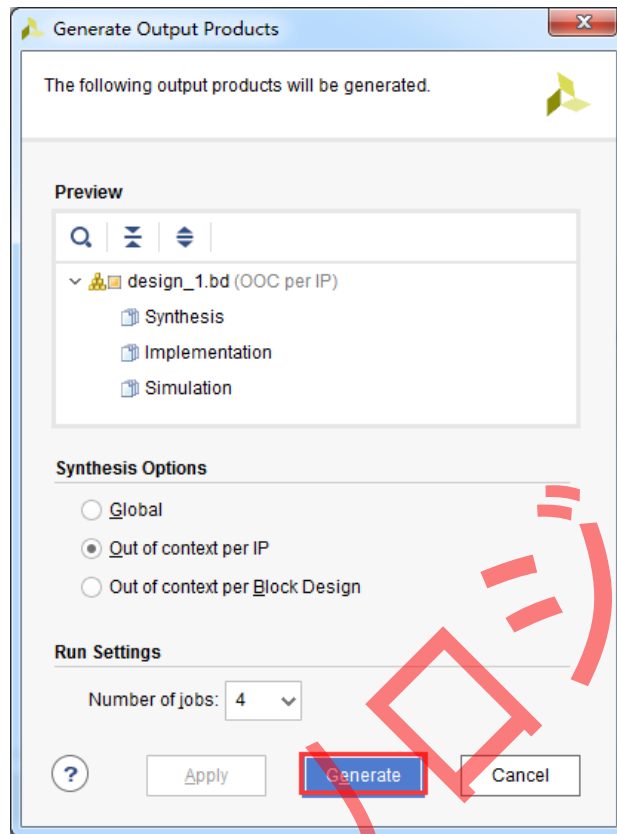 Generate Output Products
The following output products will be generated.
Preview
design_1.bd (OOC per IP)
Synthesis
Implementation
Simulation
Synthesis Options
Global
Out of context per IP
Out of context per Block Design
Run Settings
Number of jobs: 4
? Apply Generate Cancel